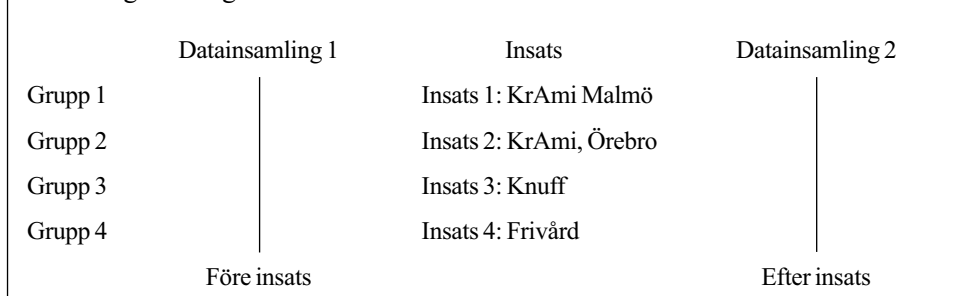 Datainsamling 1 Insats Datainsamling 2
Grupp 1 Insats 1: KrAmi Malmö
Grupp 2 Insats 2: KrAmi, Örebro
Grupp 3 Insats 3: Knuff
Grupp 4 Insats 4: Frivård
Före insats Efter insats